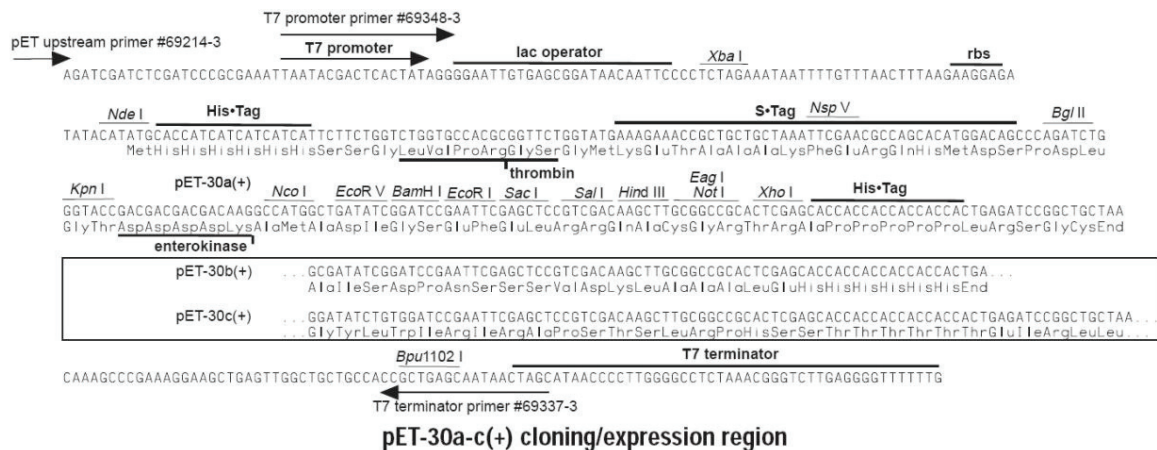 T7 promoter primer #69348-3
pET upstream primer #69214-3
T7 promoter lac operator Xba I rbs
AGATCGATCTCGATCCCGCGAAATTAATACGACTCACTATAGGGGAATTGTGAGCGGATAACAATTCCCCTCTAGAAATAATTTTGTTTAACTTTAAGAAGGAGA
Nde I His•Tag S•Tag Nsp V Bgl II
TATACATATGCACCATCATCATCATCATTCTTCTGGTCTGGTGCCACGCGGTTCTGGTATGAAAGAAACCGCTGCTGCTAAATTCGAACGCCAGCACATGGACAGCCCAGATCTG
MetHisHisHisHisHisHisSerSerGlyLeuValProArgGlySerGlyMetLysGluThrAlaAlaAlaLysPheGluArgGlnHisMetAspSerProAspLeu
thrombin
Kpn I pET-30a(+) Nco I EcoR V BamH I EcoR I Sac I Sal I Hind III Eag I Not I Xho I His•Tag
GGTACCGACGACGACGACAAGGCCATGGCTGATATCGGATCCGAATTCGAGCTCCGTCGACAAGCTTGCGGCCGCACTCGAGCACCACCACCACCACCACTGAGATCCGGCTGCTAA
GlyThrAspAspAspAspLysAlaMetAlaAspIleGlySerGluPheGluLeuArgArgGlnAlaCysGlyArgThrArgAlaProProProProProLeuArgArgGlyCysEnd
enterokinase
pET-30b(+) ...GCGATATCGGATCCGAATTCGAGCTCCGTCGACAAGCTTGCGGCCGCACTCGAGCACCACCACCACCACCACTGA...
AlaIleSerAspProAsnSerSerSerValAspLysLeuAlaAlaAlaLeuGluHisHisHisHisHisHisEnd
pET-30c(+) ...GGATATCTGTGGATCCGAATTCGAGCTCCGTCGACAAGCTTGCGGCCGCACTCGAGCACCACCACCACCACCACTGAGATCCGGCTGCTAA...
GlyTyrLeuTrpIleArgIleArgAlaProSerThrSerLeuArgProHisSerSerThrThrThrThrThrThrGluIleArgLeuLeu...
Bpu1102 I T7 terminator
CAAAGCCCGAAAGGAAGCTGAGTTGGCTGCTGCCACCGCTGAGCAATAACTAGCATAACCCCTTGGGGCCTCTAAACGGGTCTTGAGGGGTTTTTTG
T7 terminator primer #69337-3
pET-30a-c(+) cloning/expression region